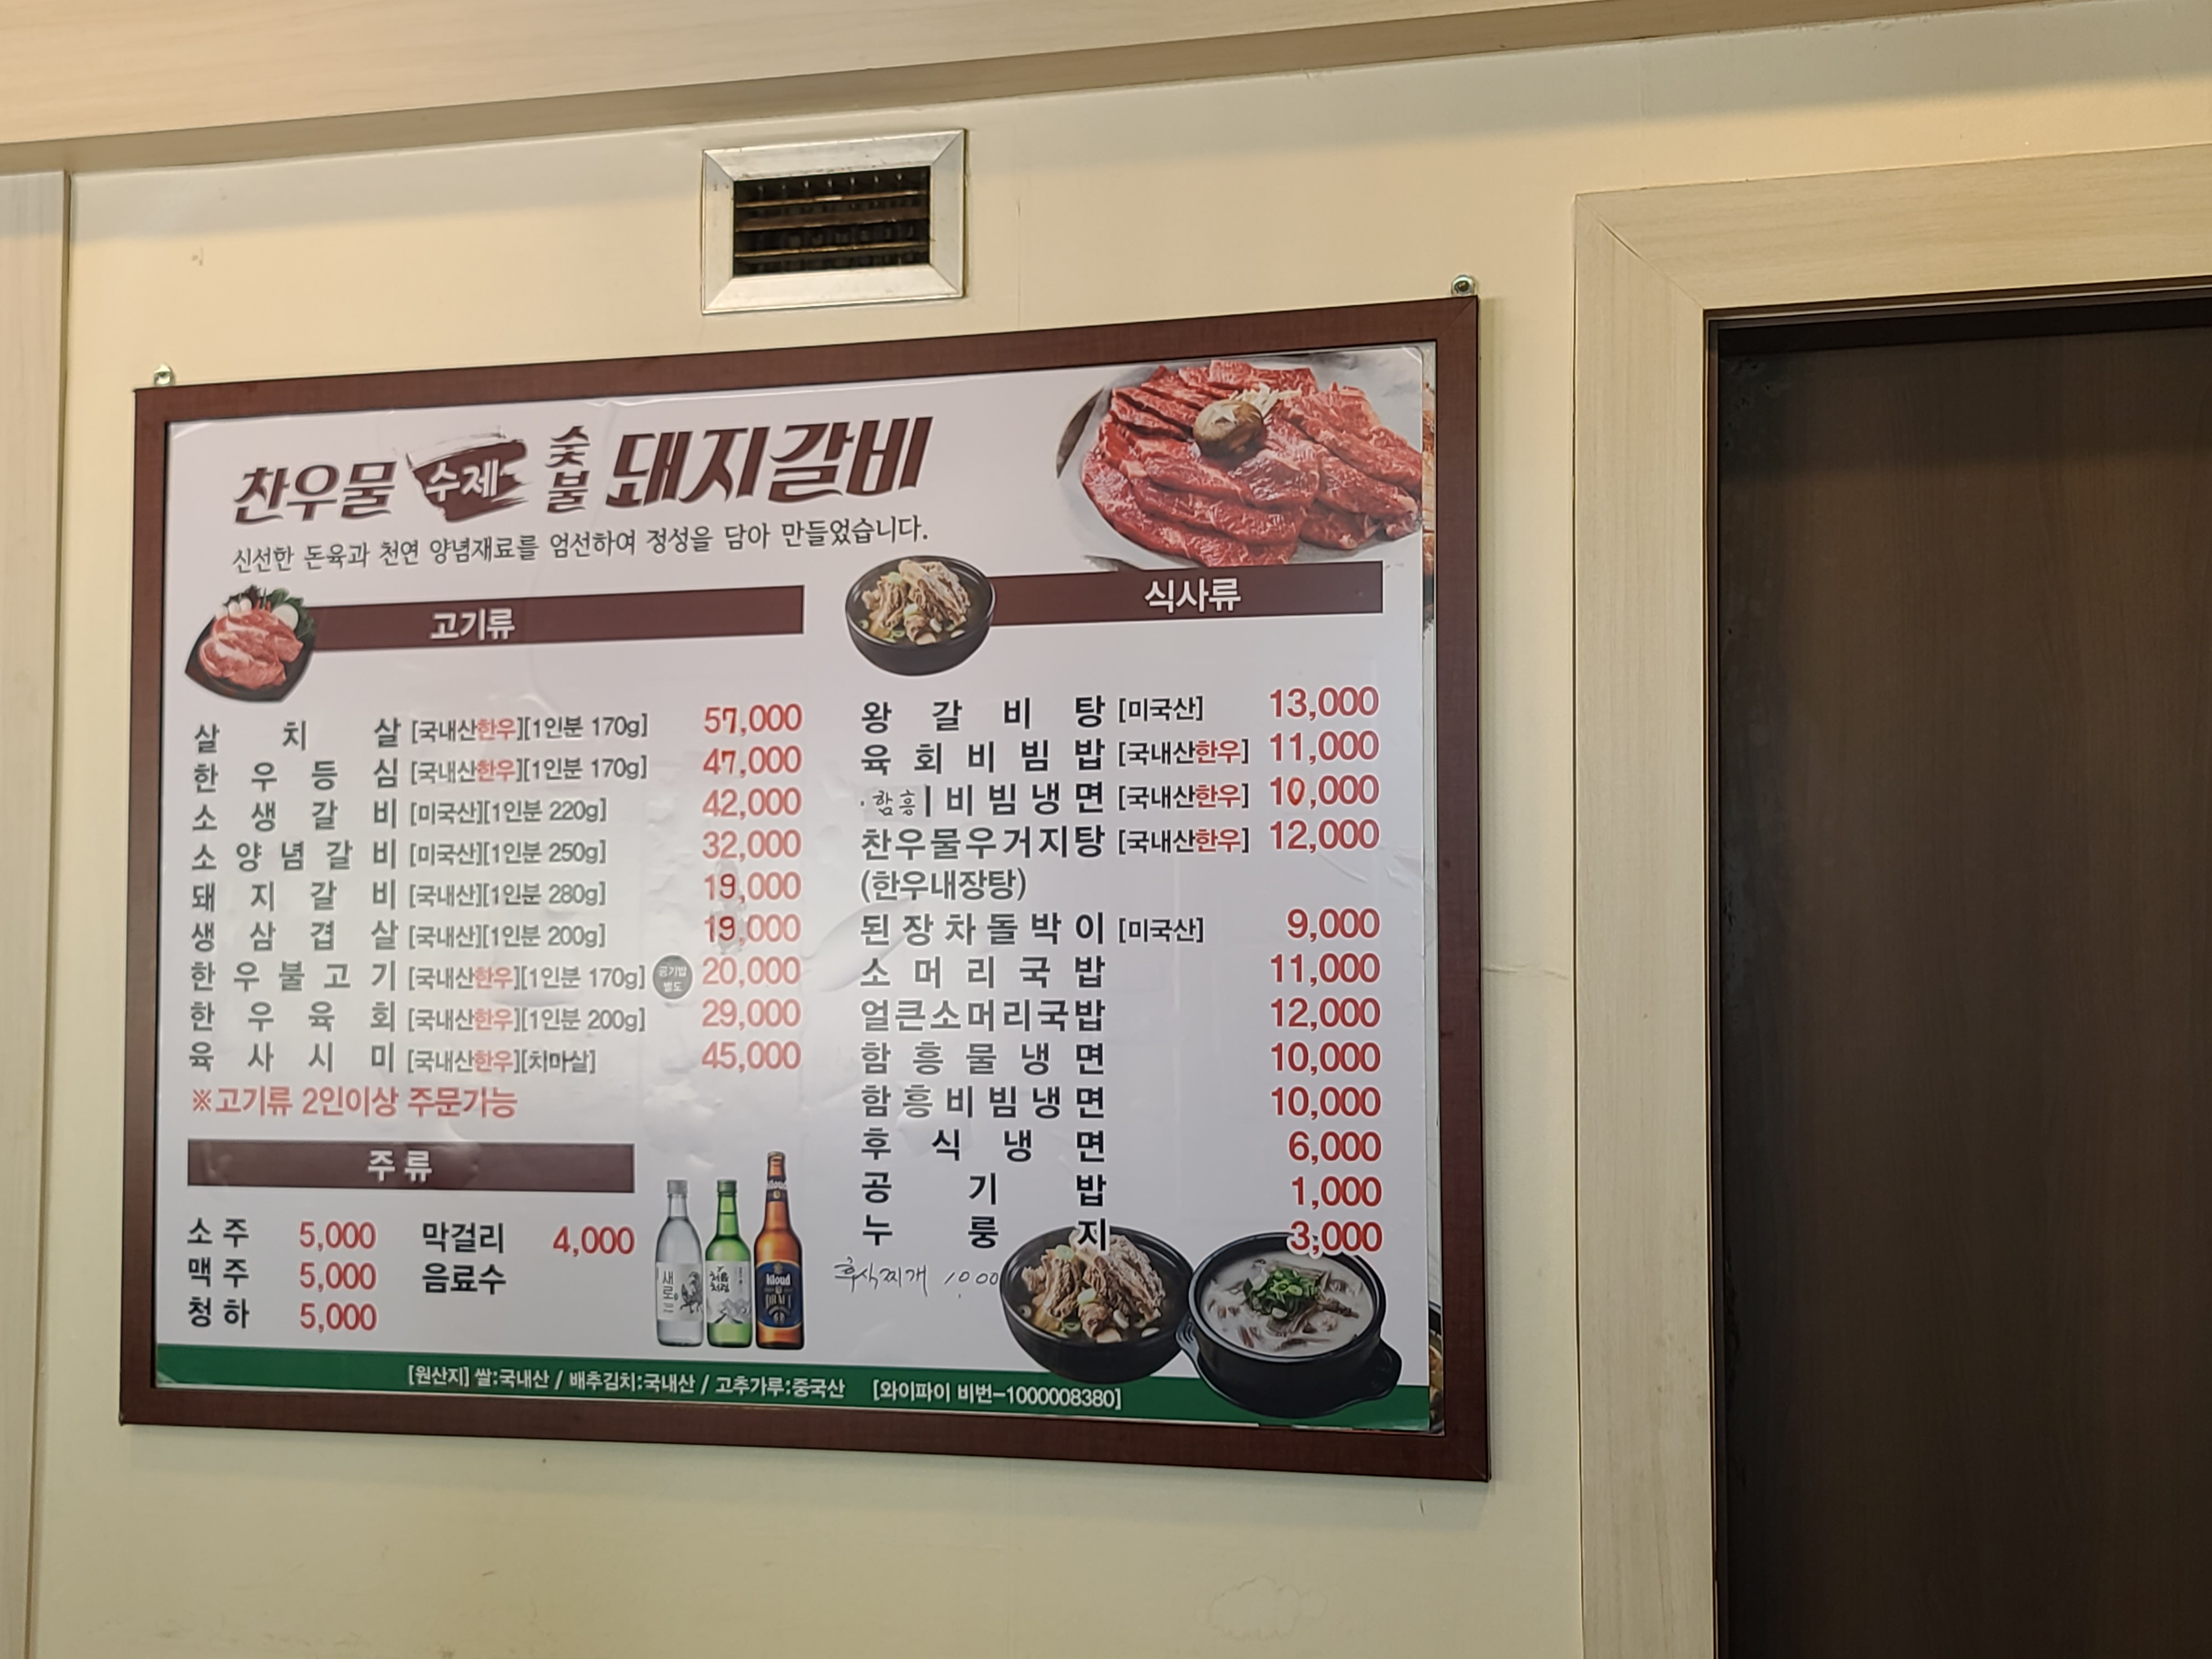 찬우물 수제 숯불 돼지갈비
신선한 돈육과 천연 양념재료를 엄선하여 정성을 담아 만들었습니다.
고기류
살치살 [국내산한우][1인분 170g] 57,000
한우등심 [국내산한우][1인분 170g] 47,000
소생갈비 [미국산][1인분 220g] 42,000
소양념갈비 [미국산][1인분 250g] 32,000
돼지갈비 [국내산][1인분 280g] 19,000
생삼겹살 [국내산][1인분 200g] 19,000
한우불고기 [국내산한우][1인분 170g] 공기밥 별도 20,000
한우육회 [국내산한우][1인분 200g] 29,000
육사시미 [국내산한우][치마살] 45,000
※고기류 2인이상 주문가능
주류
소주 5,000 막걸리 4,000
맥주 5,000 음료수
청하 5,000
새로
처음처럼
kloud
식사류
왕갈비탕 [미국산] 13,000
육회비빔밥 [국내산한우] 11,000
함흥 비빔냉면 [국내산한우] 10,000
찬우물우거지탕 [국내산한우] 12,000
(한우내장탕)
된장차돌박이 [미국산] 9,000
소머리국밥 11,000
얼큰소머리국밥 12,000
함흥물냉면 10,000
함흥비빔냉면 10,000
후식냉면 6,000
공기밥 1,000
누룽지 3,000
후식찌개
[원산지] 쌀:국내산 / 배추김치:국내산 / 고추가루:중국산 [와이파이 비번-1000008380]